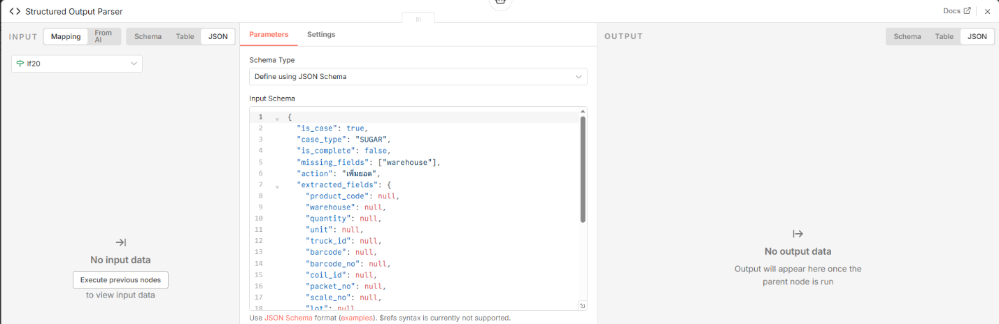 Structured Output Parser
Docs
INPUT
Mapping
From AI
Schema
Table
JSON
If20
No input data
Execute previous nodes
to view input data
Parameters
Settings
Schema Type
Define using JSON Schema
Input Schema
1 {
2 "is_case": true,
3 "case_type": "SUGAR",
4 "is_complete": false,
5 "missing_fields": ["warehouse"],
6 "action": "เพิ่มยอด",
7 "extracted_fields": {
8 "product_code": null,
9 "warehouse": null,
10 "quantity": null,
11 "unit": null,
12 "truck_id": null,
13 "barcode": null,
14 "barcode_no": null,
15 "coil_id": null,
16 "packet_no": null,
17 "scale_no": null,
18 "lot": null
Use JSON Schema format (examples). $refs syntax is currently not supported.
OUTPUT
Schema
Table
JSON
No output data
Output will appear here once the
parent node is run